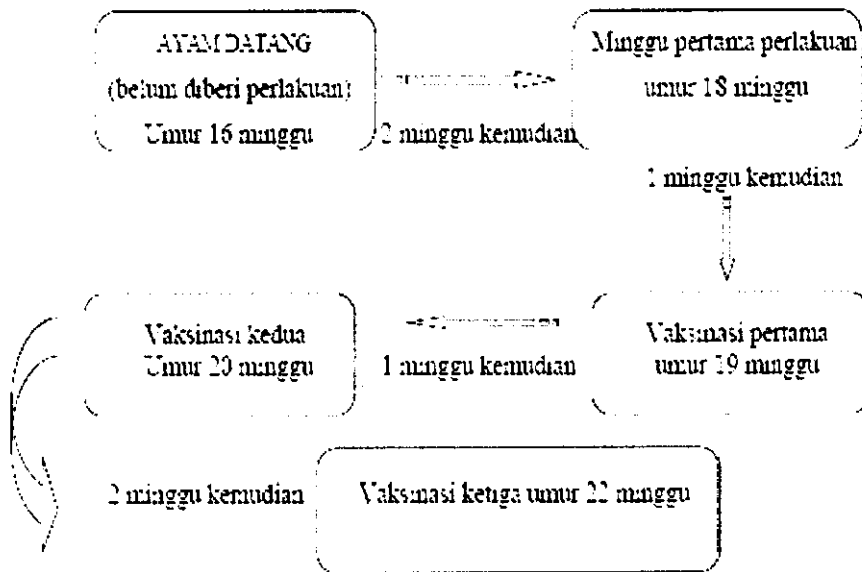 AYAM DATANG
(belum diberi perlakuan)
Umur 16 minggu
2 minggu kemudian
Minggu pertama perlakuan
umur 18 minggu
1 minggu kemudian
Vaksinasi pertama
umur 19 minggu
1 minggu kemudian
Vaksinasi kedua
Umur 20 minggu
2 minggu kemudian
Vaksinasi ketiga umur 22 minggu